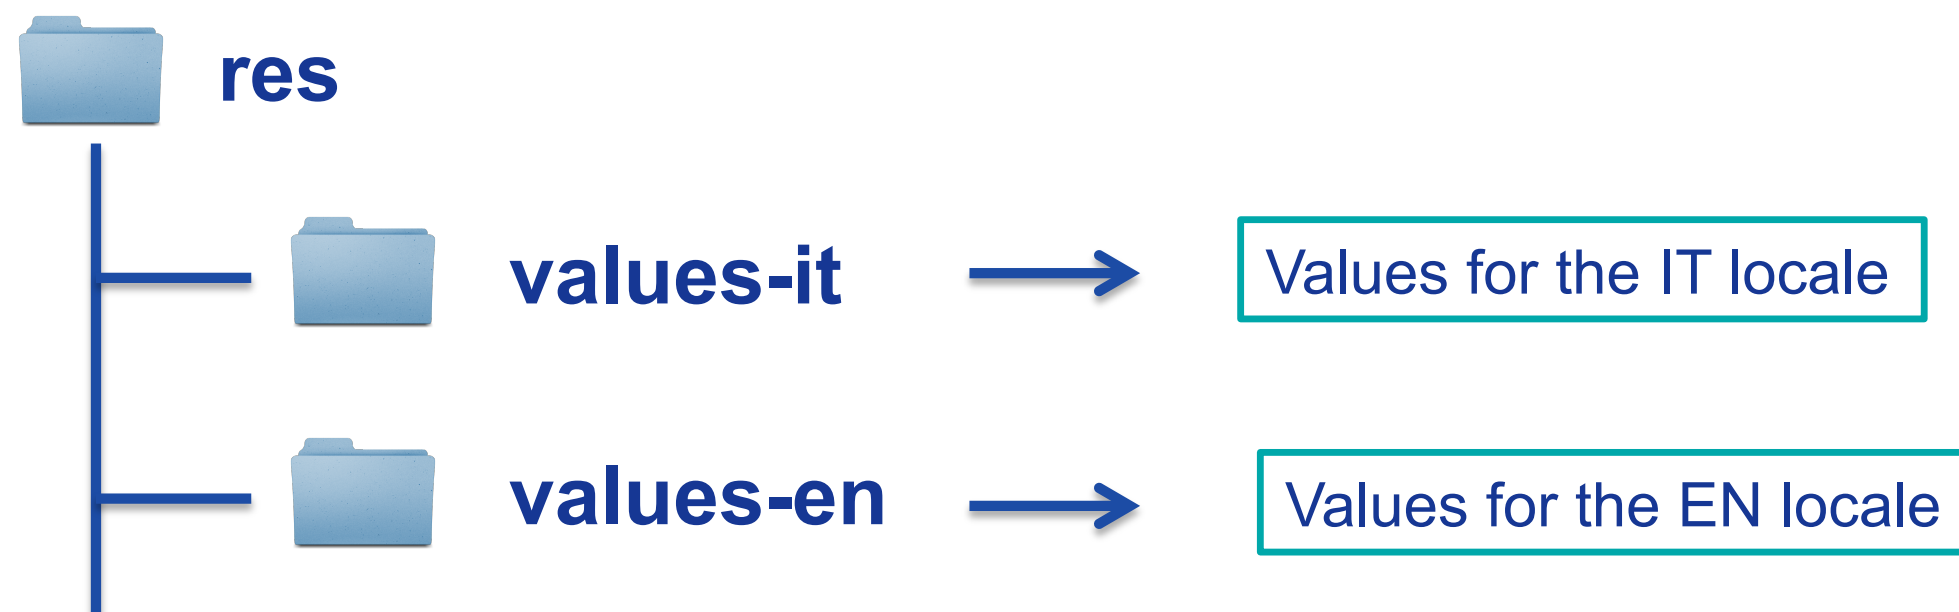 res
values-it
Values for the IT locale
values-en
Values for the EN locale